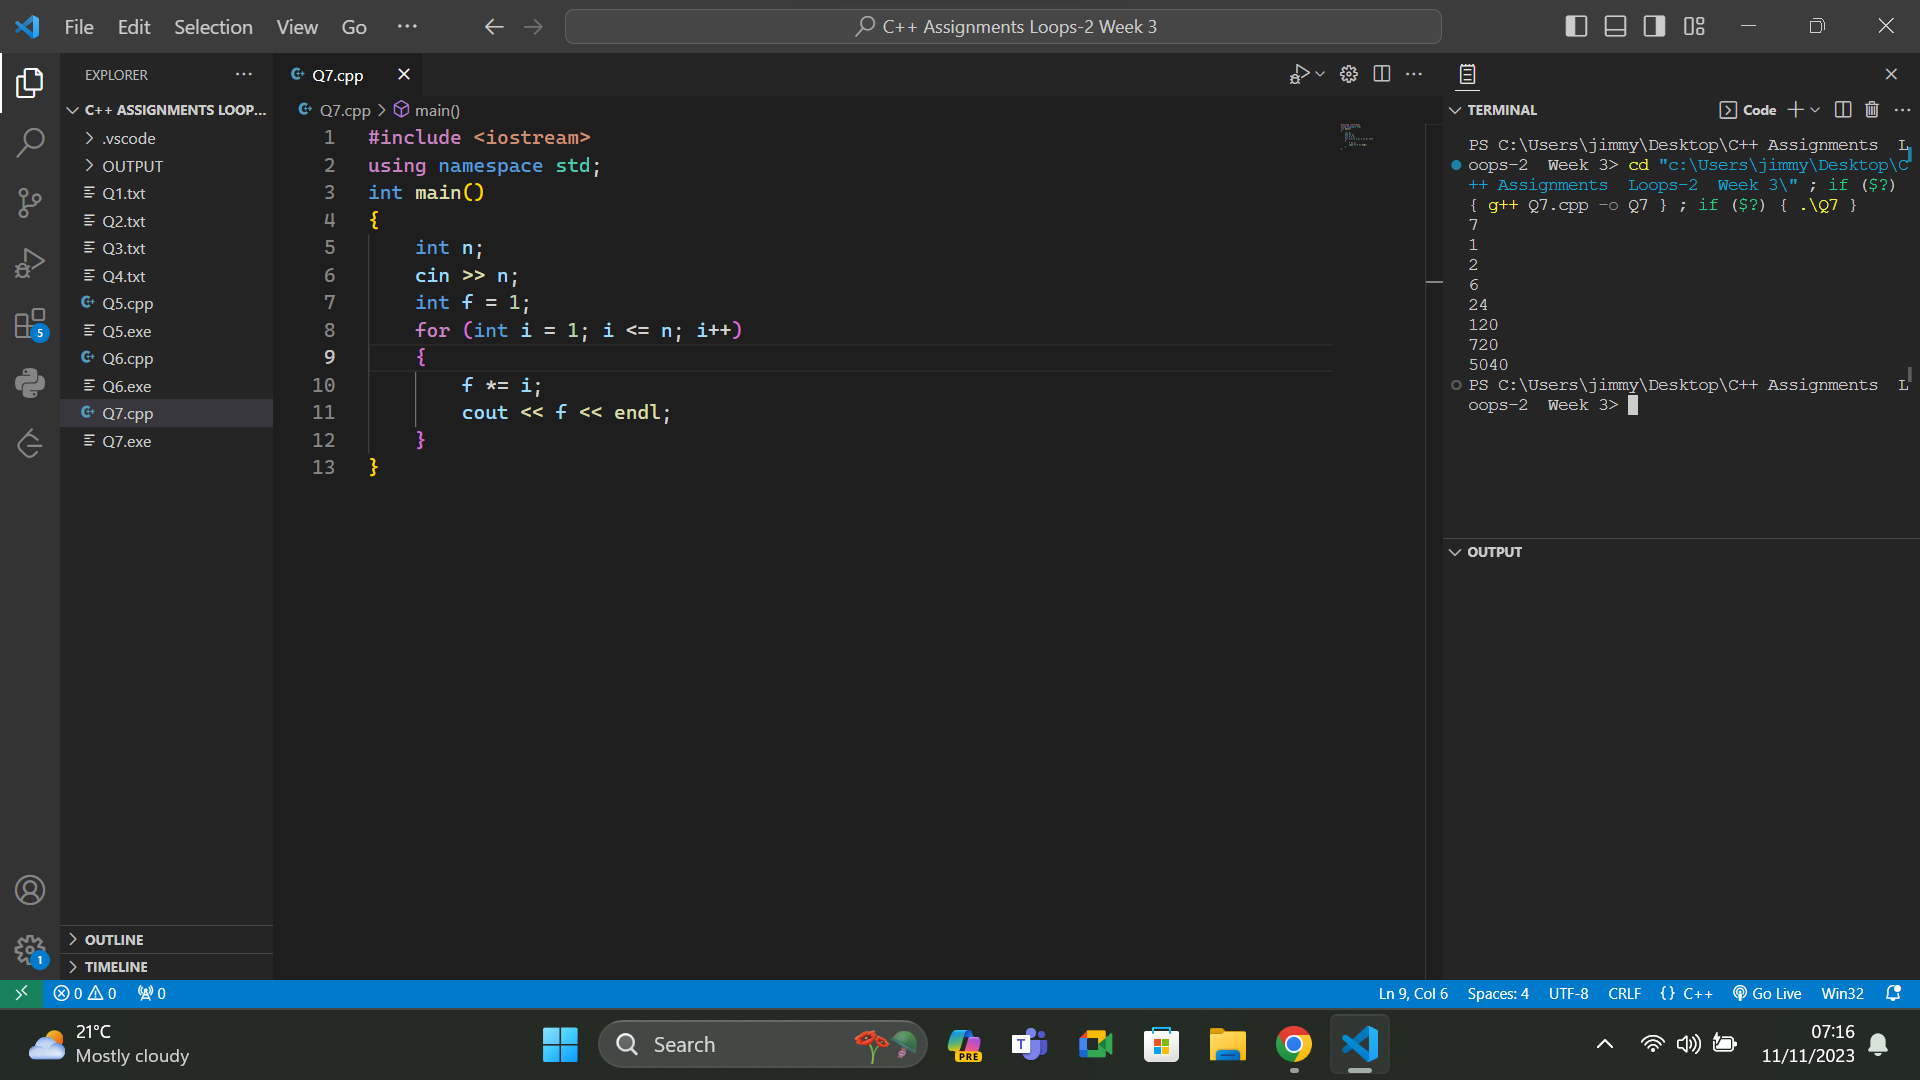 File Edit Selection View Go ...
C++ Assignments Loops-2 Week 3
EXPLORER
C++ ASSIGNMENTS LOOP...
.vscode
OUTPUT
Q1.txt
Q2.txt
Q3.txt
Q4.txt
Q5.cpp
Q5.exe
Q6.cpp
Q6.exe
Q7.cpp
Q7.exe
OUTLINE
TIMELINE
5
1
Q7.cpp
Q7.cpp > main()
1 #include <iostream>
2 using namespace std;
3 int main()
4 {
5 int n;
6 cin >> n;
7 int f = 1;
8 for (int i = 1; i <= n; i++)
9 {
10 f *= i;
11 cout << f << endl;
12 }
13 }
TERMINAL
Code
PS C:\Users\jimmy\Desktop\C++ Assignments  L
oops-2  Week 3> cd "c:\Users\jimmy\Desktop\C
++ Assignments  Loops-2  Week 3\" ; if ($?)
{ g++ Q7.cpp -o Q7 } ; if ($?) { .\Q7 }
7
1
2
6
24
120
720
5040
PS C:\Users\jimmy\Desktop\C++ Assignments  L
oops-2  Week 3>
OUTPUT
0 0 0
Ln 9, Col 6 Spaces: 4 UTF-8 CRLF {} C++ Go Live Win32
21°C
Mostly cloudy
Search
PRE
T
07:16
11/11/2023